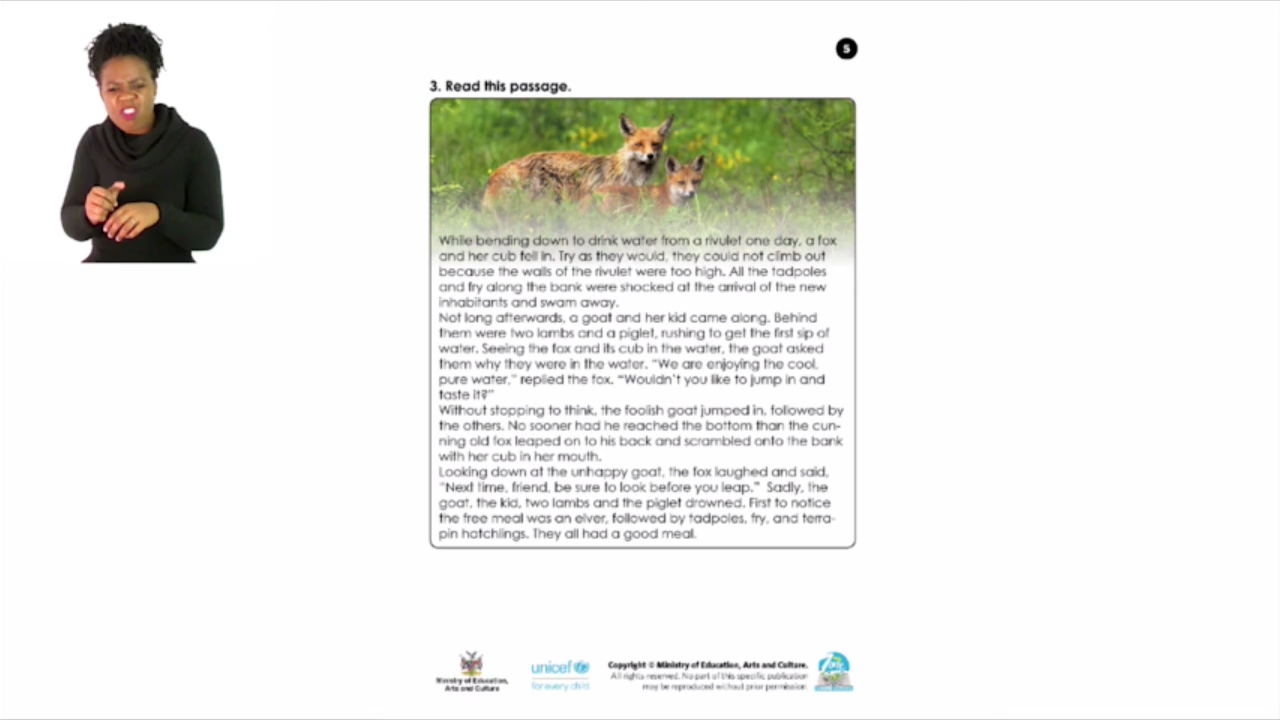 5
3. Read this passage.
While bending down to drink water from a rivulet one day, a fox
and her cub fell in. Try as they would, they could not climb out
because the walls of the rivulet were too high. All the tadpoles
and fry along the bank were shocked at the arrival of the new
inhabitants and swam away.
Not long afterwards, a goat and her kid came along. Behind
them were two lambs and a piglet, rushing to get the first sip of
water. Seeing the fox and its cub in the water, the goat asked
them why they were in the water. "We are enjoying the cool,
pure water," replied the fox. "Wouldn't you like to jump in and
taste it?"
Without stopping to think, the foolish goat jumped in, followed by
the others. No sooner had he reached the bottom than the cun-
ning old fox leaped on to his back and scrambled onto the bank
with her cub in her mouth.
Looking down at the unhappy goat, the fox laughed and said,
"Next time, friend, be sure to look before you leap." Sadly, the
goat, the kid, two lambs and the piglet drowned. First to notice
the free meal was an elver, followed by tadpoles, fry, and terra-
pin hatchlings. They all had a good meal.
Ministry of Education,
Arts and Culture
unicef
for every child
Copyright © Ministry of Education, Arts and Culture.
All rights reserved. No part of this specific publication
may be reproduced without prior permission.